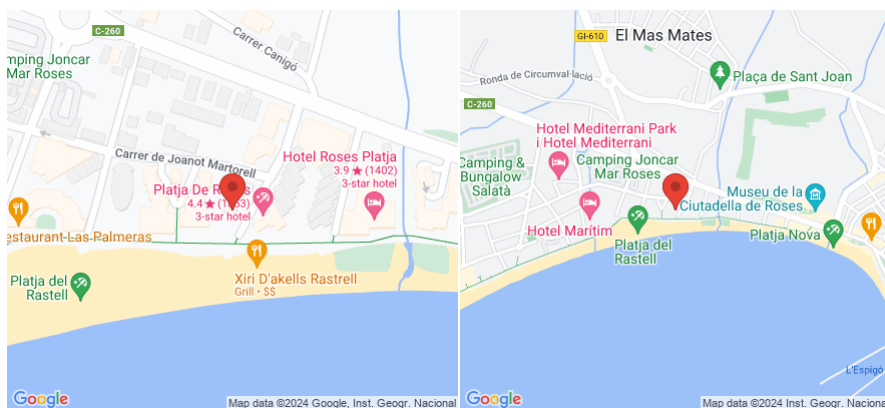 C-260
Carrer Canigó
Camping Joncar
Mar Roses
Carrer de Joanot Martorell
Hotel Roses Platja
3.9 ★ (1402)
3-star hotel
Platja De
4.4 ★
3-star hotel
Restaurant-Las-Palmeras
Platja del
Rastell
Xiri D'akells Rastrell
Grill • $$
Google
Map data ©2024 Google, Inst. Geogr. Nacional
GI-610
El Mas Mates
Ronda de Circumval·lació
Plaça de Sant Joan
C-260
Hotel Mediterrani Park
i Hotel Mediterrani
Camping &
Bungalow
Salatà
Camping Joncar
Mar Roses
Museu de la
Ciutadella de Roses
Hotel Marítim
Platja del
Rastell
Platja Nova
L'Espigó
Google
Map data ©2024 Google, Inst. Geogr. Nacional